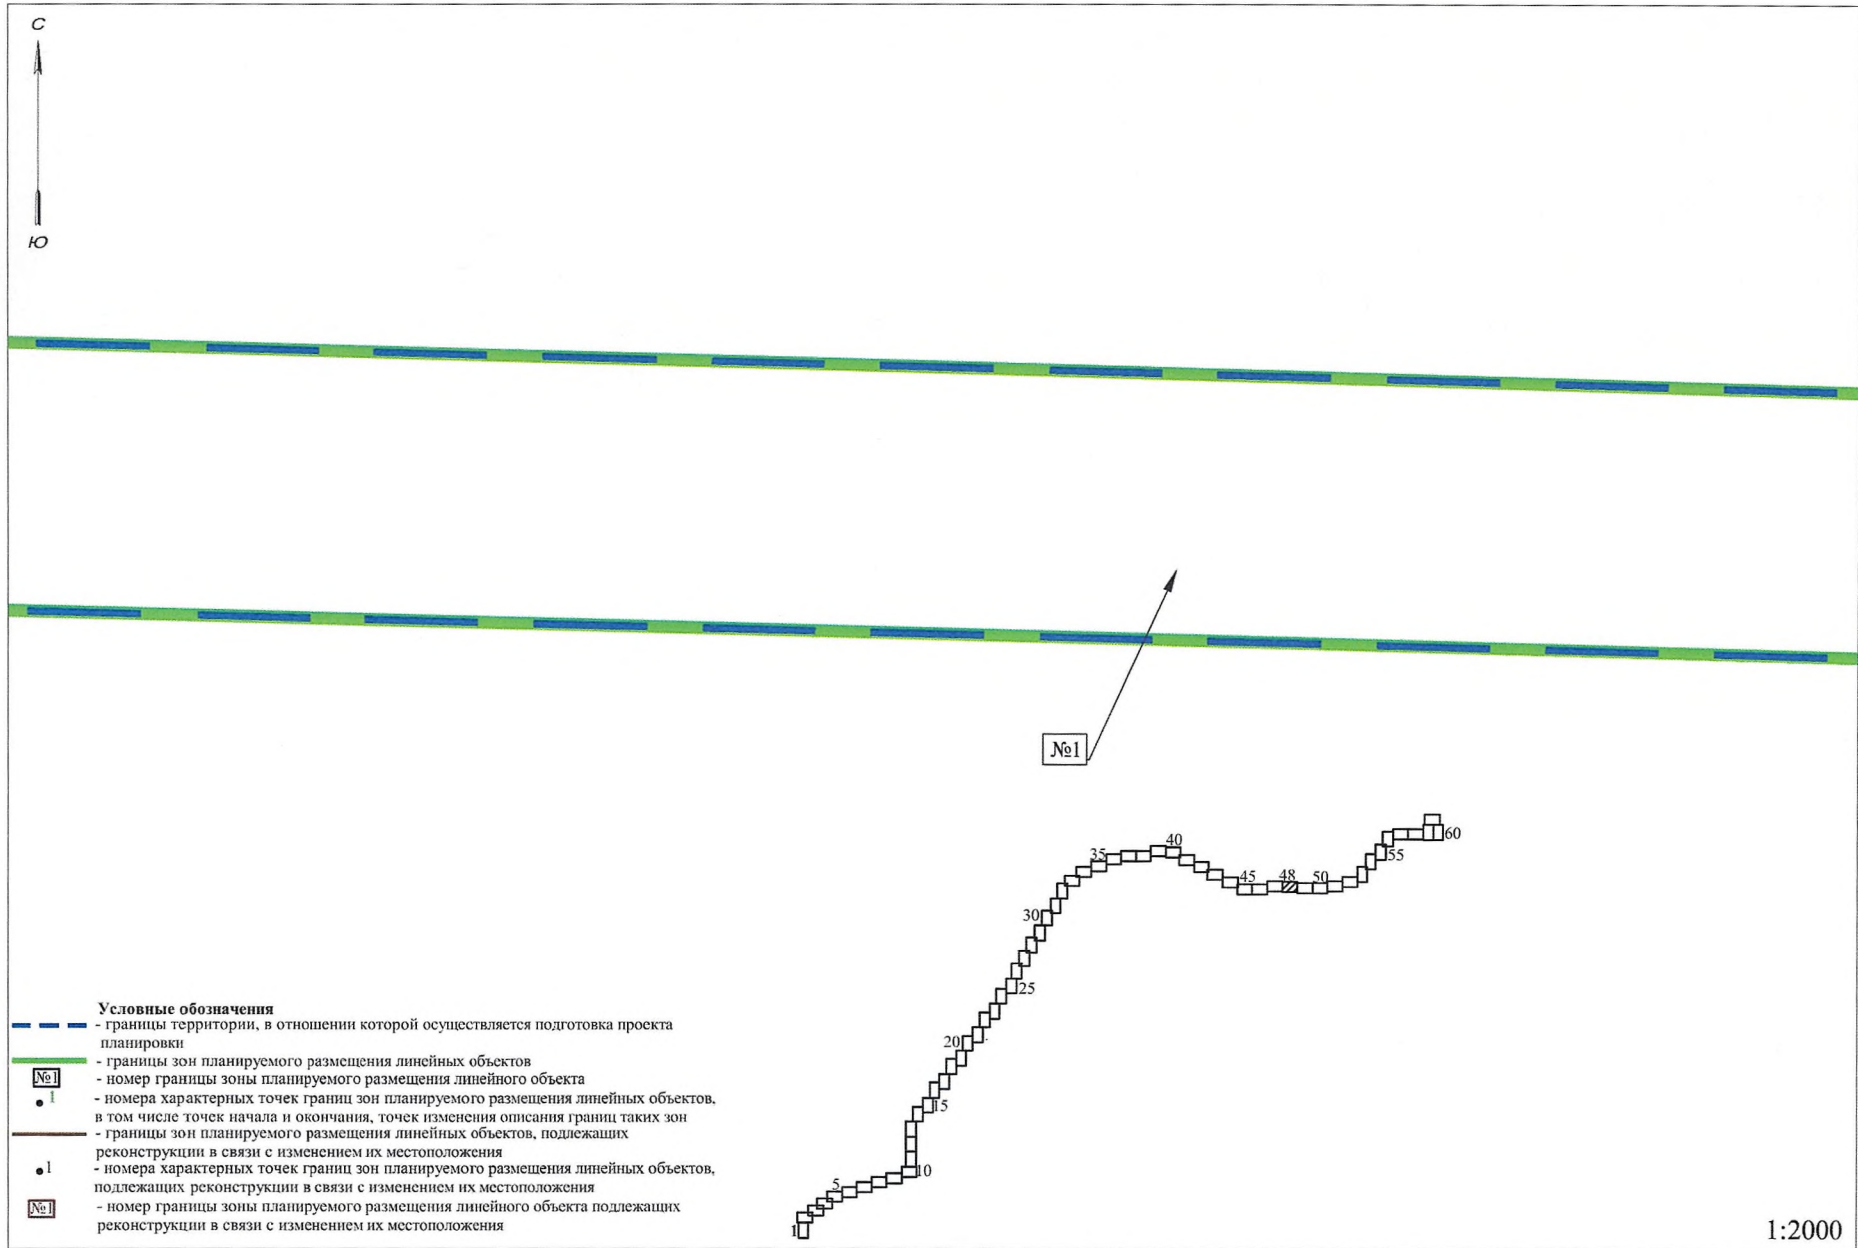 С
Ю
№1
40
35
60
55
45
48
50
30
25
20
15
10
5
1
Условные обозначения
- границы территории, в отношении которой осуществляется подготовка проекта
планировки
- границы зон планируемого размещения линейных объектов
№1 - номер границы зоны планируемого размещения линейного объекта
1 - номера характерных точек границ зон планируемого размещения линейных объектов,
в том числе точек начала и окончания, точек изменения описания границ таких зон
- границы зон планируемого размещения линейных объектов, подлежащих
реконструкции в связи с изменением их местоположения
1 - номера характерных точек границ зон планируемого размещения линейных объектов,
подлежащих реконструкции в связи с изменением их местоположения
№1 - номер границы зоны планируемого размещения линейного объекта подлежащих
реконструкции в связи с изменением их местоположения
1:2000